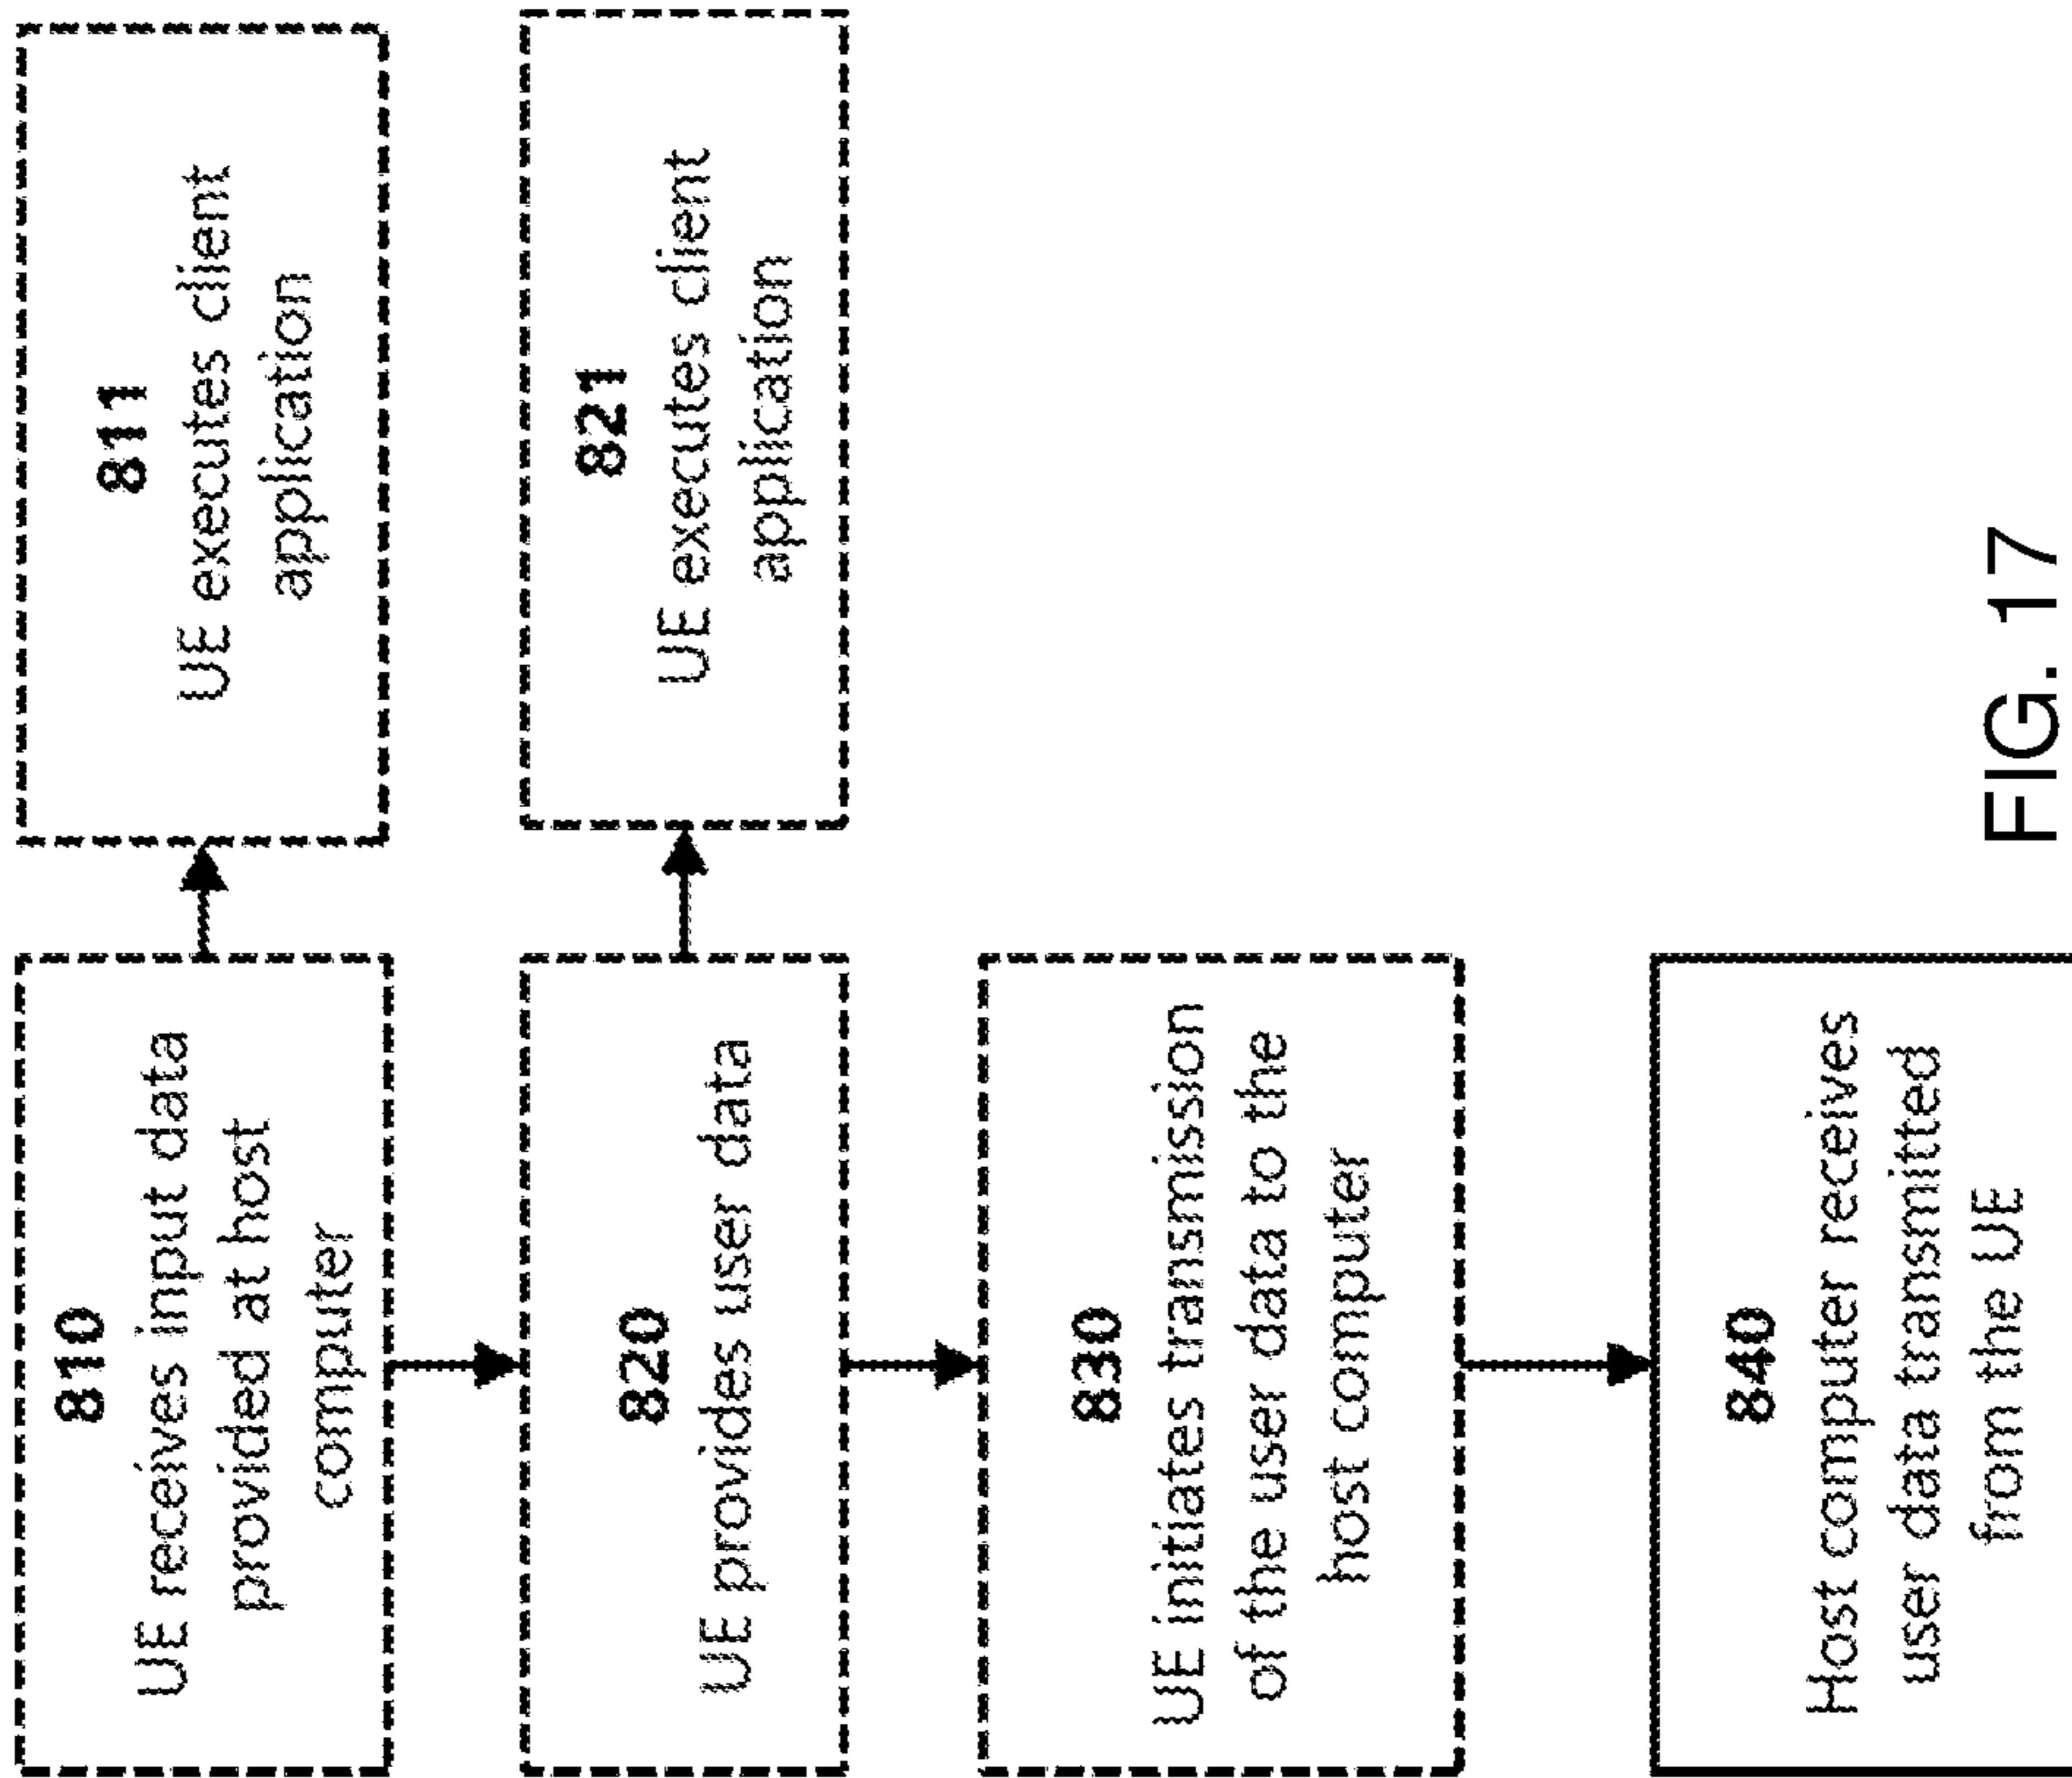 810
UE receives input data
provided at host
computer
811
UE executes client
application
820
UE provides user data
821
UE executes client
application
830
UE initiates transmission
of the user data to the
host computer
840
Host computer receives
user data transmitted
from the UE
FIG. 17